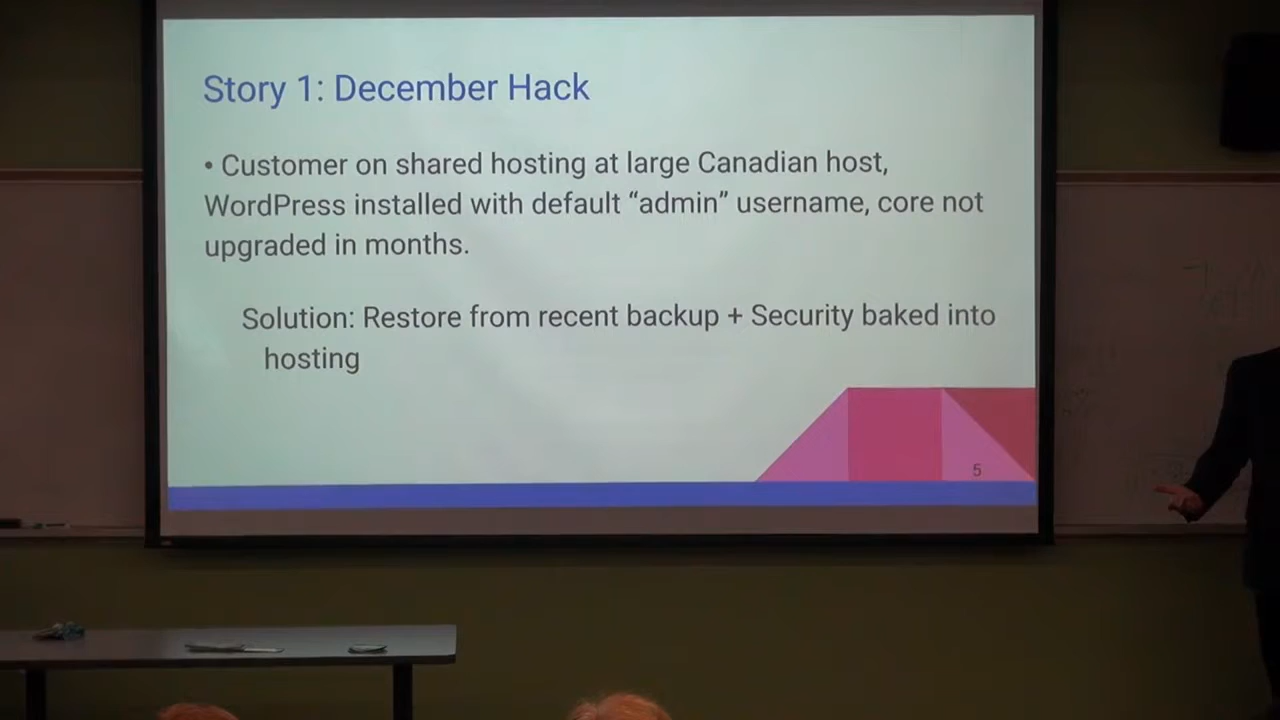 Story 1: December Hack
• Customer on shared hosting at large Canadian host,
WordPress installed with default “admin” username, core not
upgraded in months.
Solution: Restore from recent backup + Security baked into
hosting
5